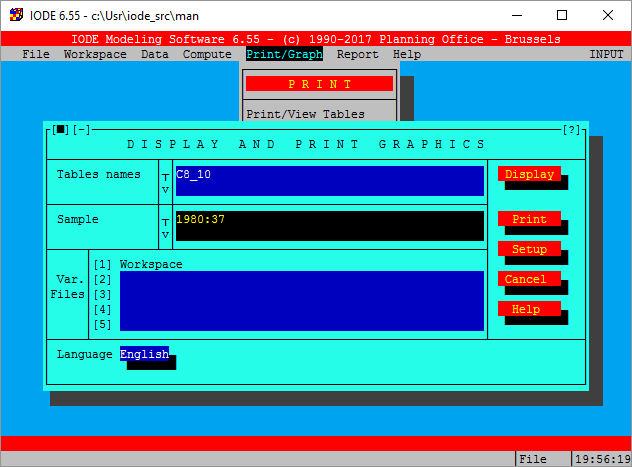 IODE 6.55 - c:\Usr\iode_src\man
IODE Modeling Software 6.55 - (c) 1990-2017 Planning Office - Brussels
File Workspace Data Compute Print/Graph Report Help INPUT
P R I N T
Print/View Tables
[■][-] [?]
D I S P L A Y A N D P R I N T G R A P H I C S
Tables names C8_10 Display
v
Sample 1980:37 Print
v
Setup
[1] Workspace
Var. [2] Cancel
Files [3]
[4] Help
[5]
Language English
File 19:56:19